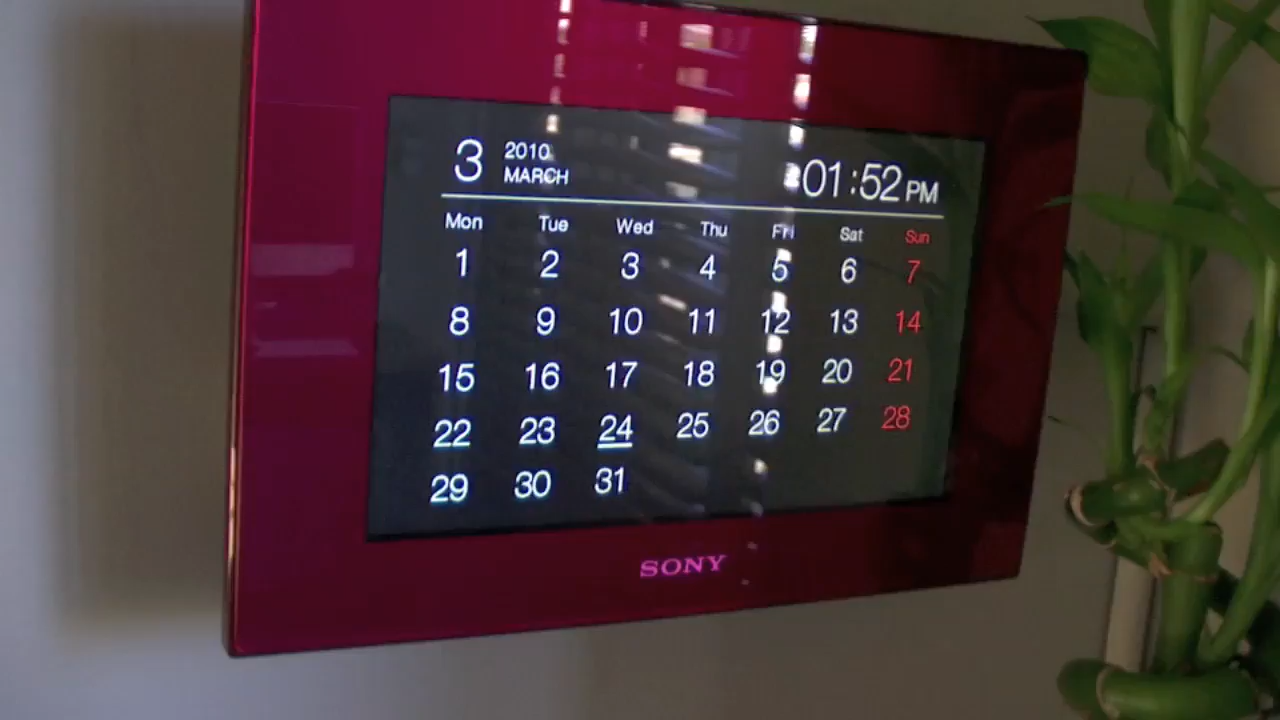 3 2010 MARCH 01:52 PM
Mon Tue Wed Thu Fri Sat Sun
1 2 3 4 5 6 7
8 9 10 11 12 13 14
15 16 17 18 19 20 21
22 23 24 25 26 27 28
29 30 31
SONY